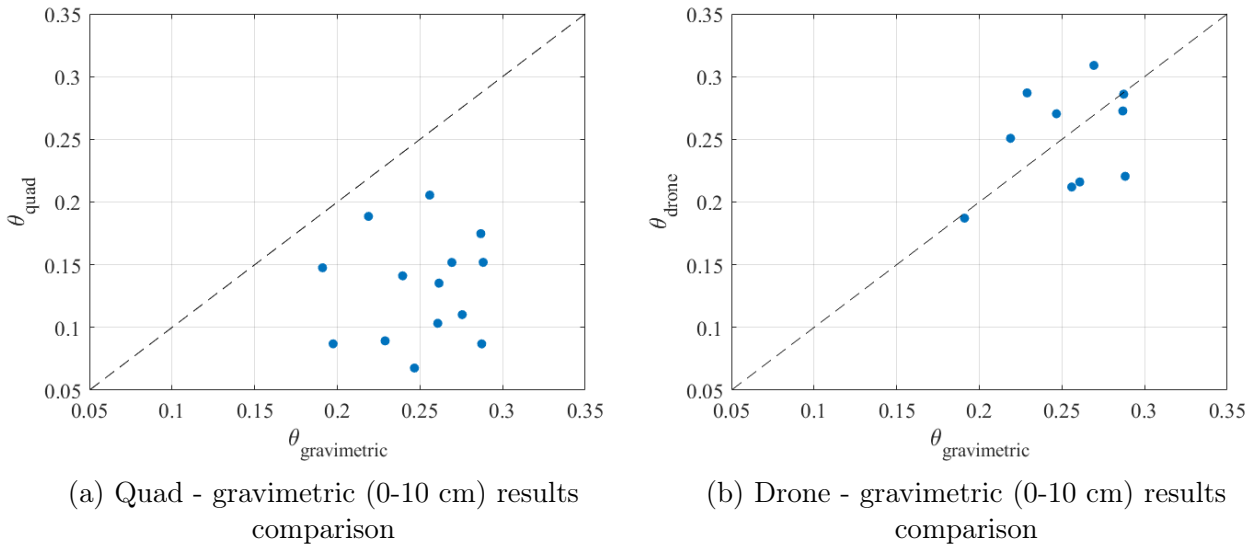 0.35
0.3
0.25
0.2
0.15
0.1
0.05
θquad
0.05 0.1 0.15 0.2 0.25 0.3 0.35
θgravimetric
(a) Quad - gravimetric (0-10 cm) results
comparison
0.35
0.3
0.25
0.2
0.15
0.1
0.05
θdrone
0.05 0.1 0.15 0.2 0.25 0.3 0.35
θgravimetric
(b) Drone - gravimetric (0-10 cm) results
comparison